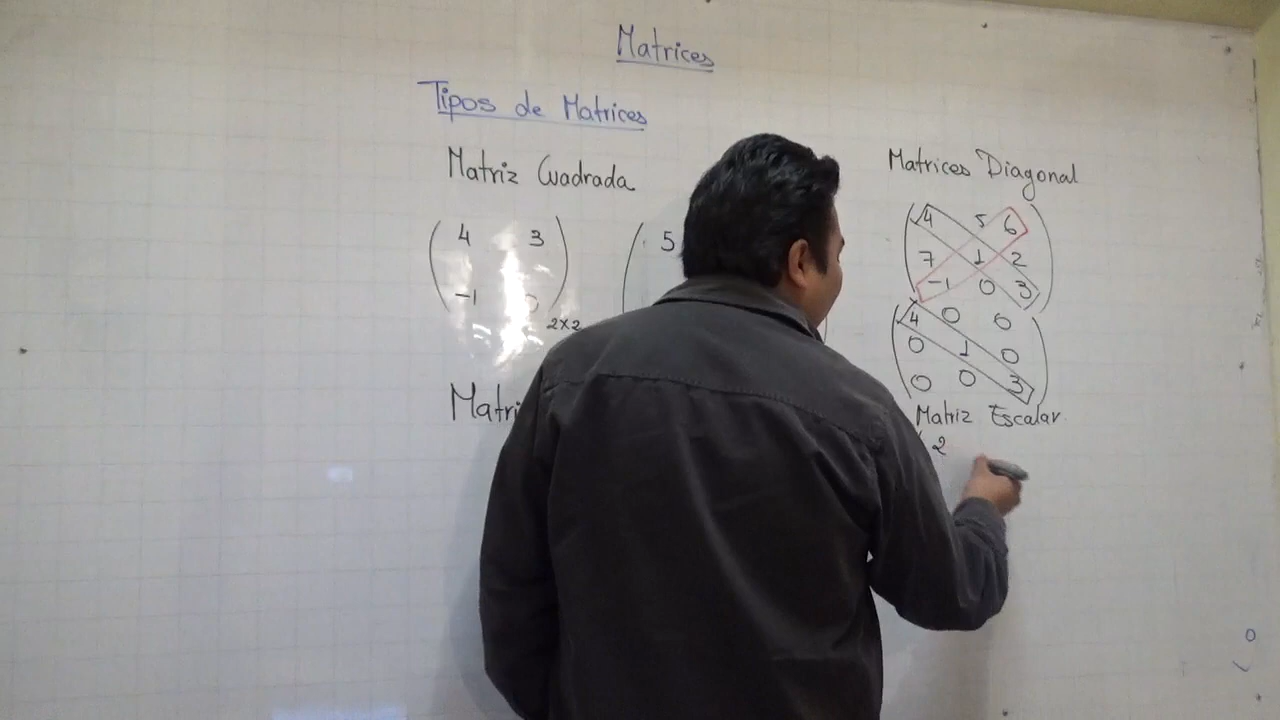 Matrices
Tipos de Matrices
Matriz Cuadrada
4 3
-1
2x2
5
Matrices Diagonal
4 5 6
7 1 2
-1 0 3
4 0 0
0 1 0
0 0 3
Matriz Escalar
2